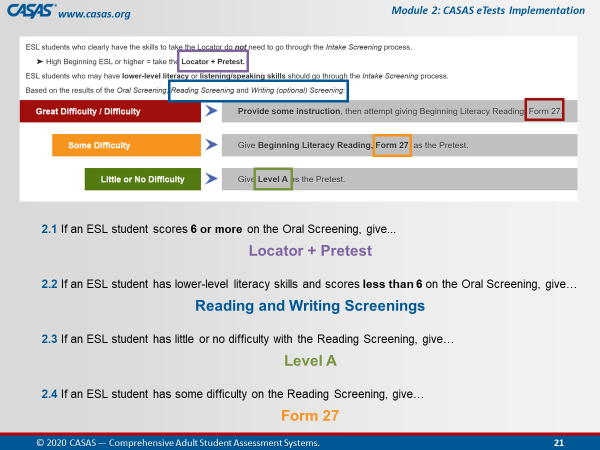 CASAS® www.casas.org
Module 2: CASAS eTests Implementation
ESL students who clearly have the skills to take the Locator do not need to go through the Intake Screening process.
➤ High Beginning ESL or higher = take the Locator + Pretest.
ESL students who may have lower-level literacy or listening/speaking skills should go through the Intake Screening process.
Based on the results of the Oral Screening, Reading Screening and Writing (optional) Screening:
Great Difficulty / Difficulty
Provide some instruction, then attempt giving Beginning Literacy Reading, Form 27.
Some Difficulty
Give Beginning Literacy Reading, Form 27, as the Pretest.
Little or No Difficulty
Give Level A as the Pretest.
2.1 If an ESL student scores 6 or more on the Oral Screening, give...
Locator + Pretest
2.2 If an ESL student has lower-level literacy skills and scores less than 6 on the Oral Screening, give…
Reading and Writing Screenings
2.3 If an ESL student has little or no difficulty with the Reading Screening, give…
Level A
2.4 If an ESL student has some difficulty on the Reading Screening, give…
Form 27
© 2020 CASAS — Comprehensive Adult Student Assessment Systems.
21